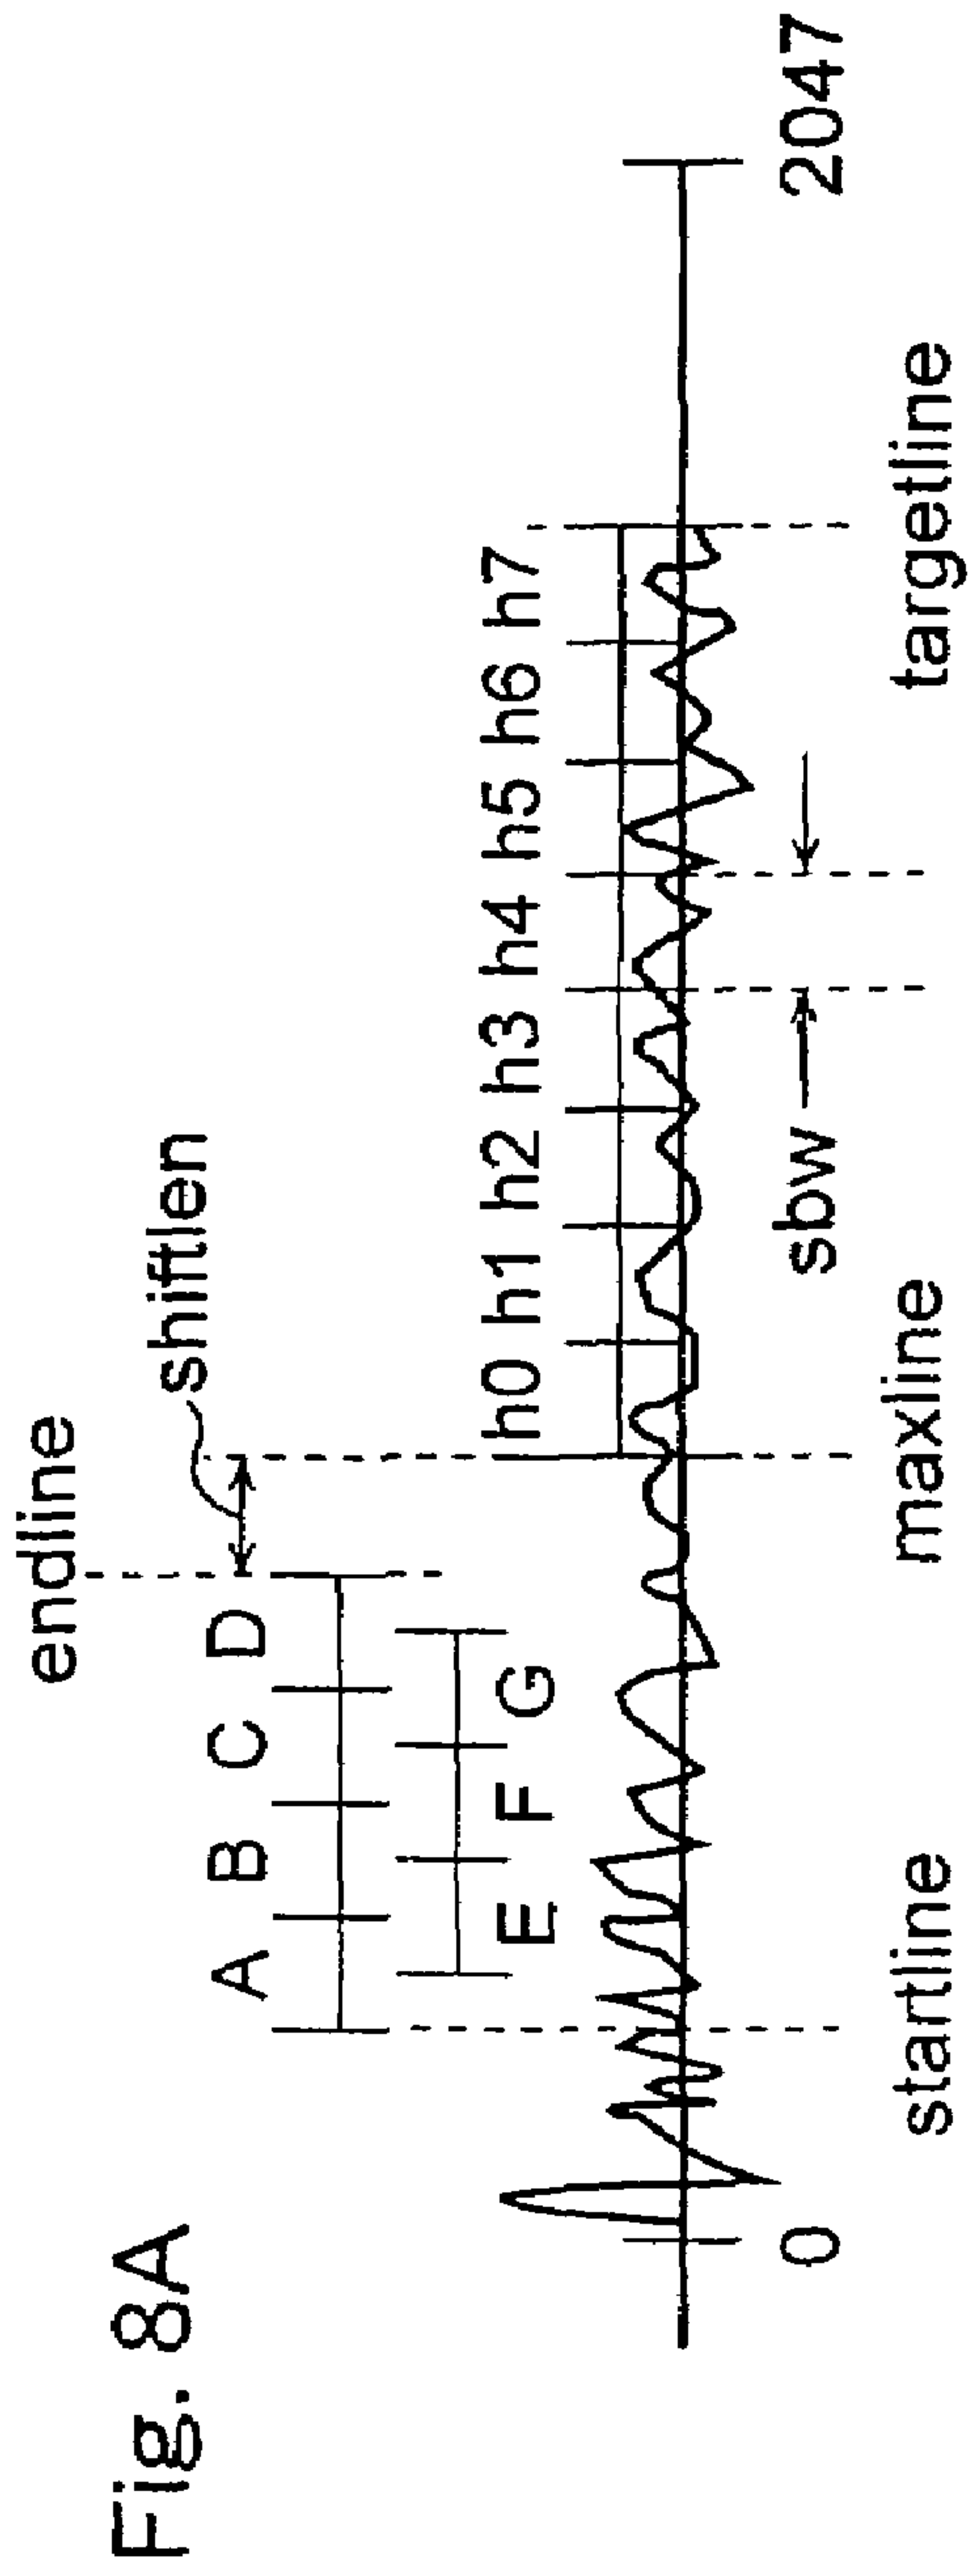 Fig. 8A
endline
shiftlen
A B C D
E F G
h0 h1 h2 h3 h4 h5 h6 h7
sbw
0 2047
startline maxline targetline